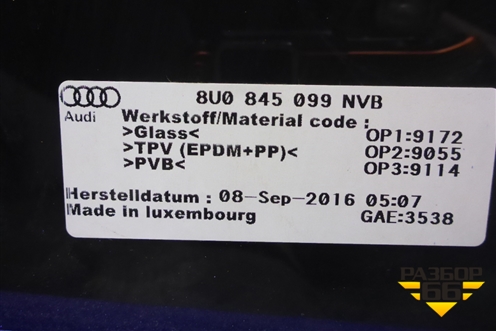 8U0 845 099 NVB
Audi Werkstoff/Material code :
>Glass< OP1:9172
>TPV (EPDM+PP)< OP2:9055
>PVB< OP3:9114
Herstelldatum : 08-Sep-2016 05:07
Made in luxembourg GAE:3538
РАЗБОР
66